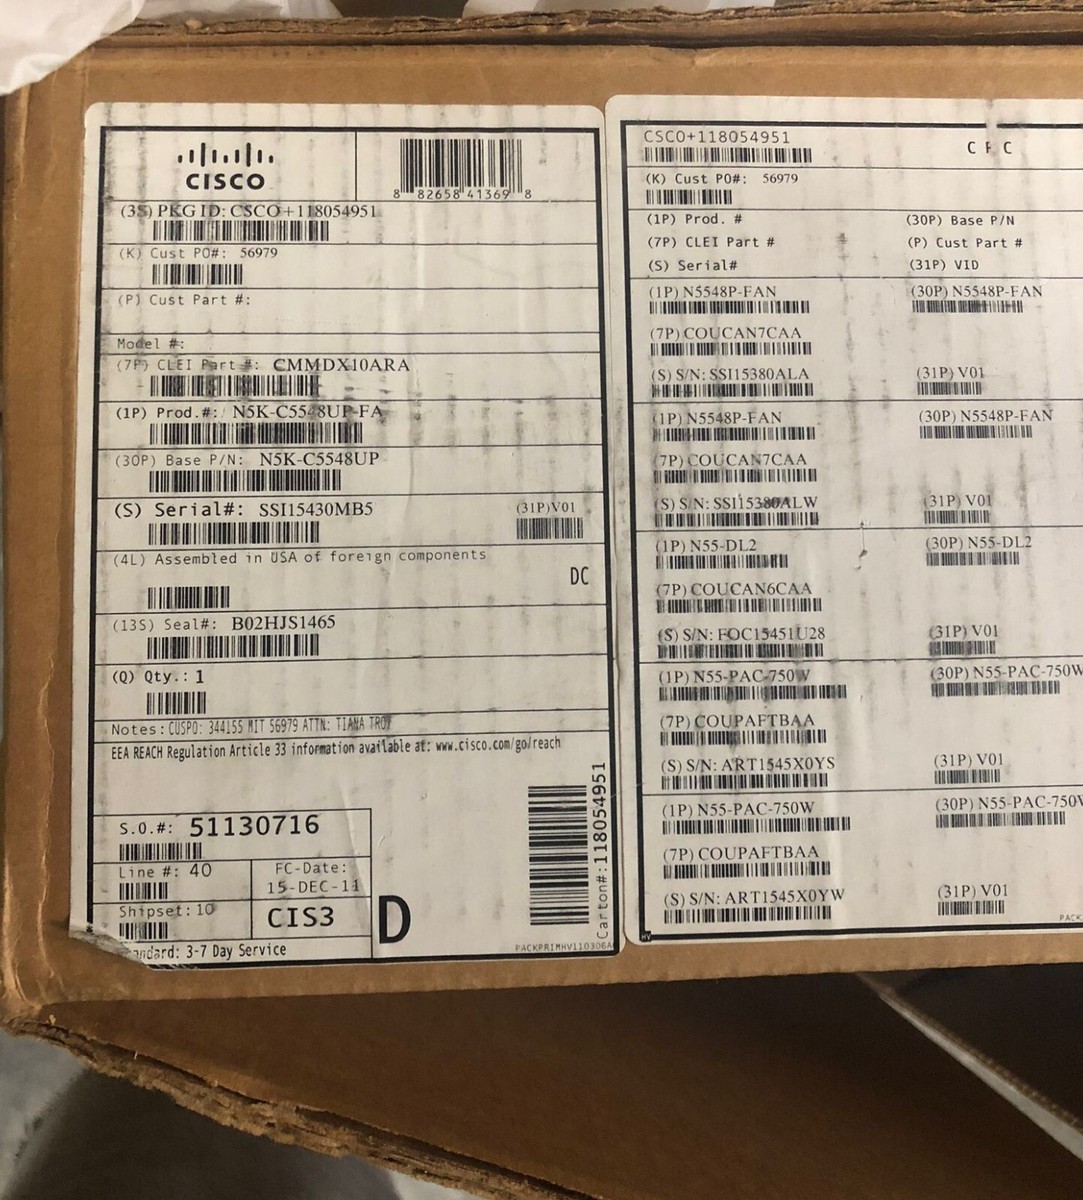 CISCO
8 82658 41369 8
(3S) PKG ID: CSCO+118054951
(K) Cust PO#: 56979
(P) Cust Part #:
Model #:
(7P) CLEI Part #: CMMDX10ARA
(1P) Prod.#: N5K-C5548UP-FA
(30P) Base P/N: N5K-C5548UP
(S) Serial#: SSI15430MB5 (31P)V01
(4L) Assembled in USA of foreign components
DC
(13S) Seal#: B02HJS1465
(Q) Qty.: 1
Notes: CUSPO: 344155 MIT 56979 ATTN: TIANA TROY
EEA REACH Regulation Article 33 information available at: www.cisco.com/go/reach
S.O.#: 51130716
Line #: 40
FC-Date:
15-DEC-11
Shipset: 10
CIS3
D
Carton#:118054951
ndard: 3-7 Day Service
PACKPRIMHV110306A
CSCO+118054951
C C
(K) Cust PO#: 56979
(1P) Prod. # (30P) Base P/N
(7P) CLEI Part # (P) Cust Part #
(S) Serial# (31P) VID
(1P) N5548P-FAN (30P) N5548P-FAN
(7P) COUCAN7CAA
(S) S/N: SSI15380ALA (31P) V01
(1P) N5548P-FAN (30P) N5548P-FAN
(7P) COUCAN7CAA
(S) S/N: SSI15380ALW (31P) V01
(1P) N55-DL2 (30P) N55-DL2
(7P) COUCAN6CAA
(S) S/N: FOC15451U28 (31P) V01
(1P) N55-PAC-750W (30P) N55-PAC-750W
(7P) COUPAFTBAA
(S) S/N: ART1545X0YS (31P) V01
(1P) N55-PAC-750W (30P) N55-PAC-750W
(7P) COUPAFTBAA
(S) S/N: ART1545X0YW (31P) V01
PACK
HV